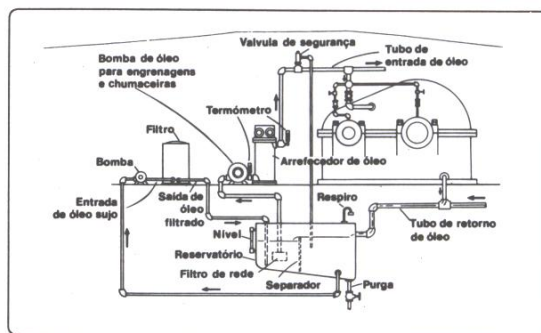 Valvula de segurança
Tubo de
entrada de óleo
Bomba de óleo
para engrenagens
e chumaceiras
Termómetro
Filtro
Arrefecedor de óleo
Bomba
Entrada
de óleo sujo
Saída de
óleo
filtrado
Respiro
Nível
Tubo de retorno
de óleo
Reservatório
Filtro de rede
Separador
Purga